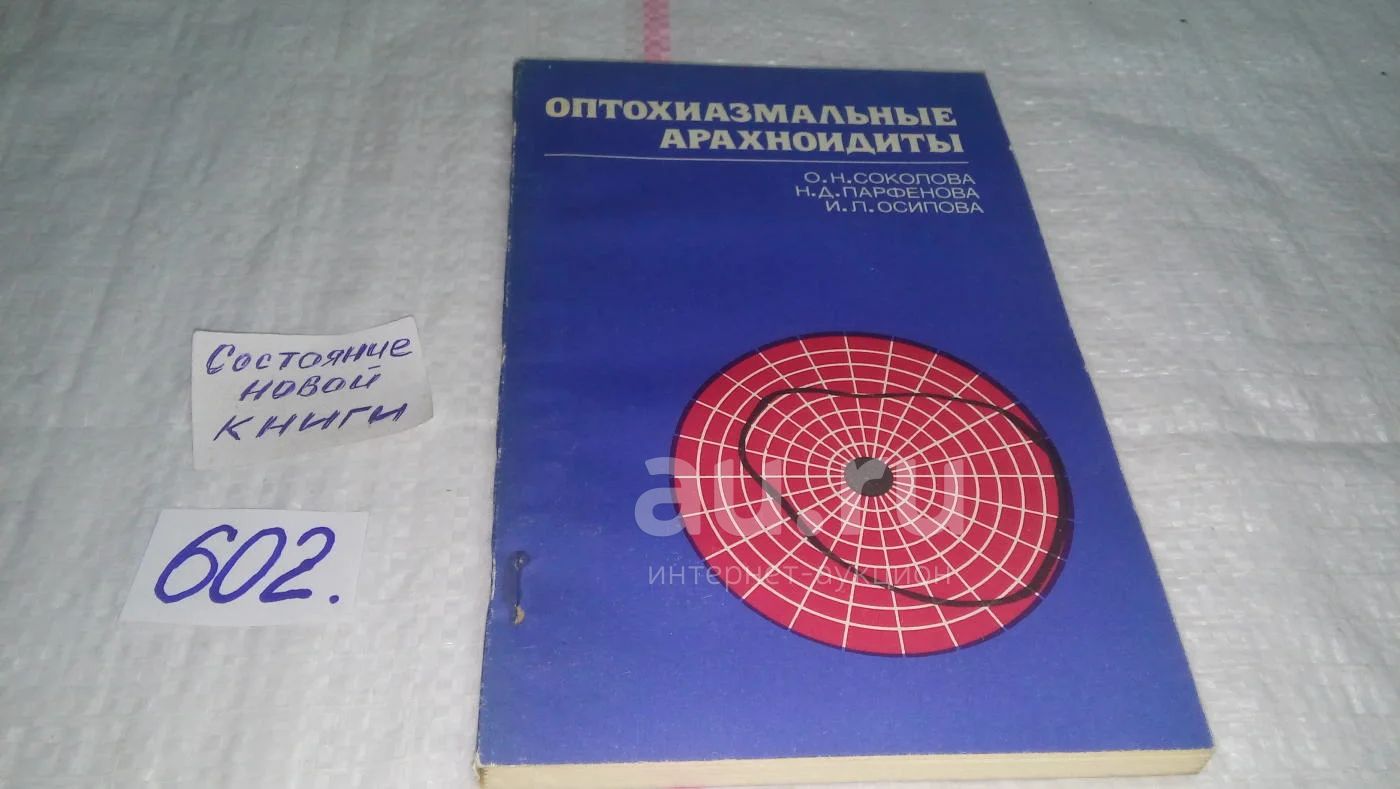 ОПТОХИАЗМАЛЬНЫЕ
АРАХНОИДИТЫ
О.Н.СОКОЛОВА
Н.Д.ПАРФЕНОВА
И.Л.ОСИПОВА
Состояние
новой
книги
602.
au.ru
интернет-аукцион